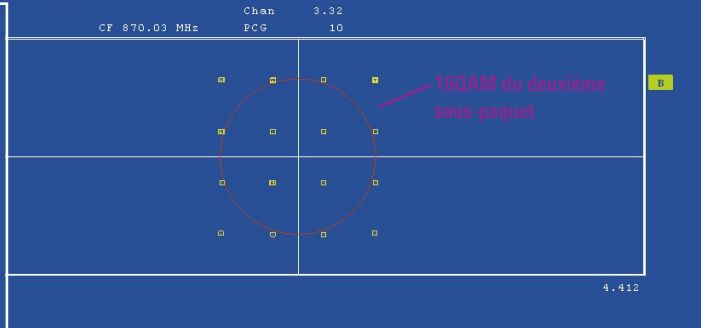 Chan 3.32
CF 870.03 MHz PCG 10
16QAM du deuxième
sous-paquet
B
4.412